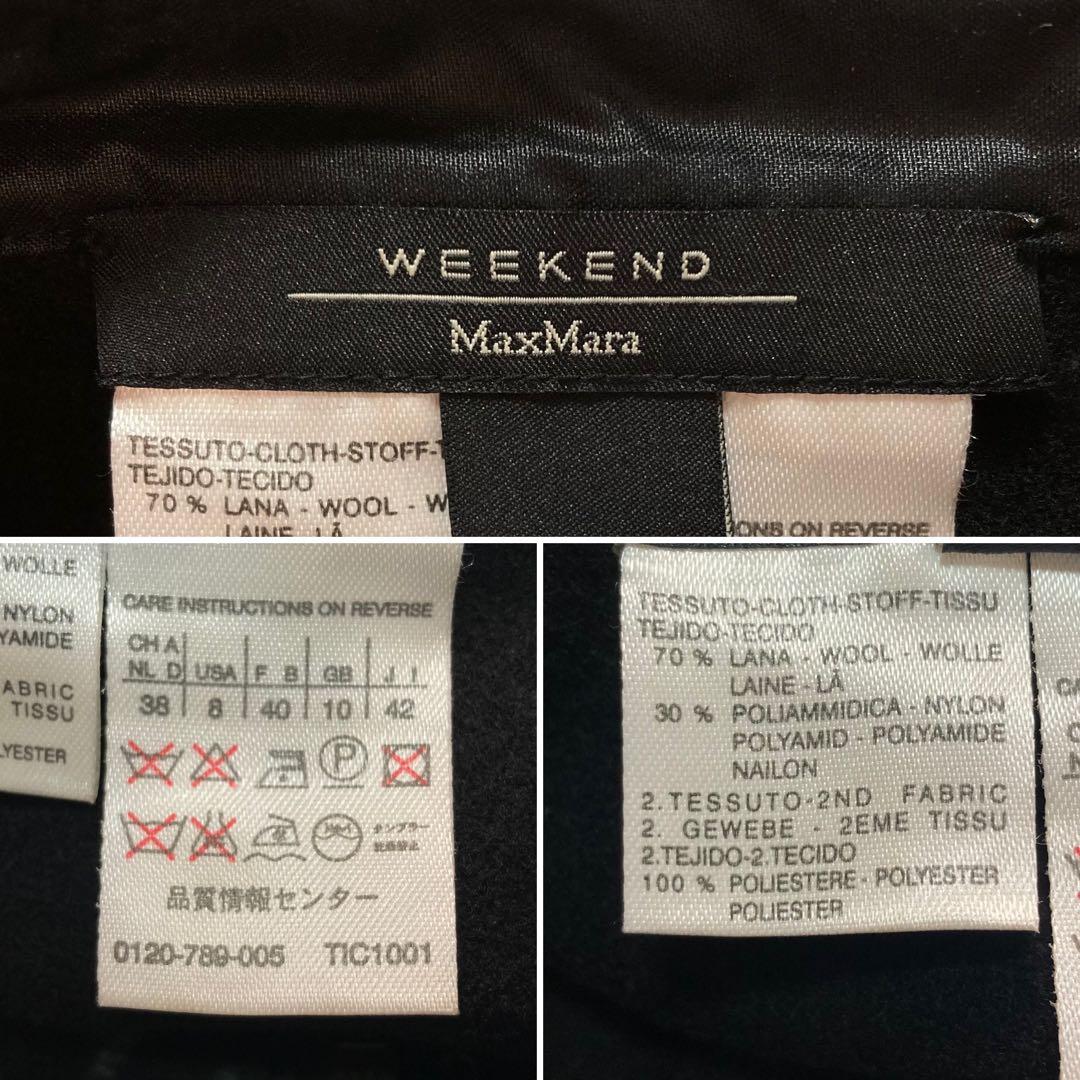 WEEKEND
MaxMara
TESSUTO-CLOTH-STOFF-
TEJIDO-TECIDO
70 % LANA - WOOL - W
LAINE - LÃ
ONS ON REVERSE
WOLLE
NYLON
YAMIDE
ABRIC
TISSU
LYESTER
CARE INSTRUCTIONS ON REVERSE
CH A
NL D USA F B GB J I
38 8 40 10 42
P
タンブラー
乾燥禁止
品質情報センター
0120-789-005 TIC1001
TESSUTO-CLOTH-STOFF-TISSU
TEJIDO-TECIDO
70 % LANA - WOOL - WOLLE
LAINE - LÃ
30 % POLIAMMIDICA - NYLON
POLYAMID - POLYAMIDE
NAILON
2.TESSUTO-2ND FABRIC
2. GEWEBE - 2EME TISSU
2.TEJIDO-2.TECIDO
100 % POLIESTERE - POLYESTER
POLIESTER